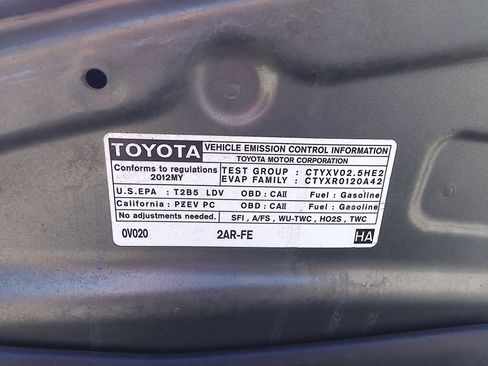 TOYOTA VEHICLE EMISSION CONTROL INFORMATION
TOYOTA MOTOR CORPORATION
Conforms to regulations
2012MY
TEST GROUP : CTYXV02.5HE2
EVAP FAMILY : CTYXR0120A42
U.S.EPA : T2B5 LDV OBD : CAII Fuel : Gasoline
California : PZEV PC OBD : CAII Fuel : Gasoline
No adjustments needed. SFI , A/FS , WU-TWC , HO2S , TWC
0V020 2AR-FE HA